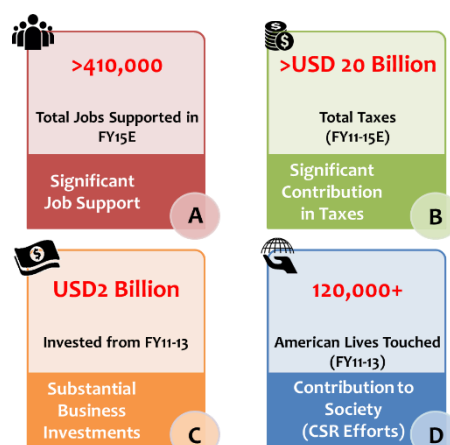 >410,000
Total Jobs Supported in
FY15E
Significant
Job Support
A
>USD 20 Billion
Total Taxes
(FY11-15E)
Significant
Contribution
in Taxes
B
USD2 Billion
Invested from FY11-13
Substantial
Business
Investments
C
120,000+
American Lives Touched
(FY11-13)
Contribution to
Society
(CSR Efforts)
D